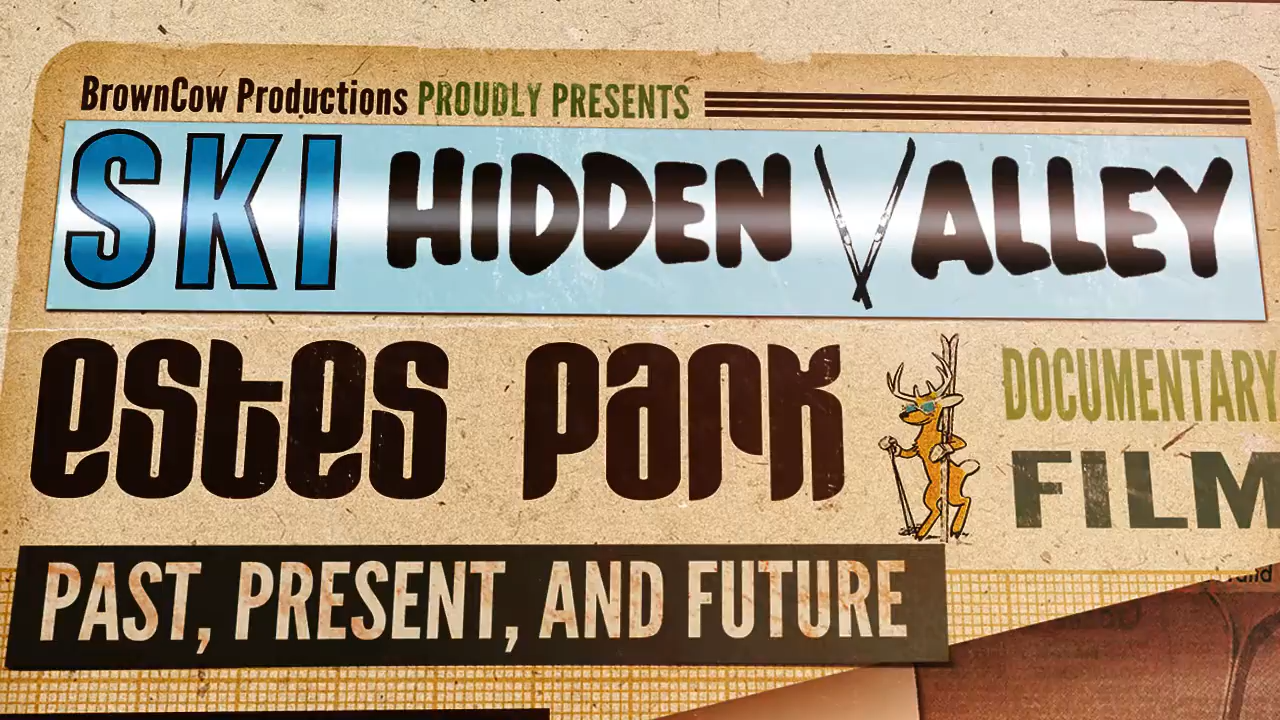 BrownCow Productions PROUDLY PRESENTS
SKI HiDDEN VALLEY
estes park
DOCUMENTARY
FILM
PAST, PRESENT, AND FUTURE